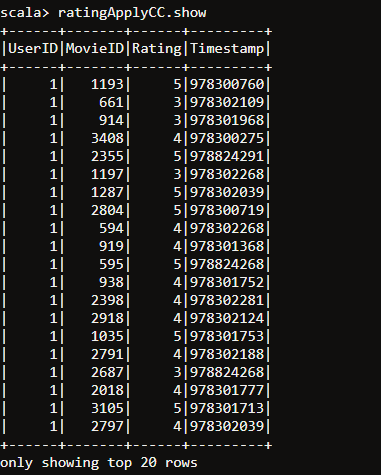 scala> ratingApplyCC.show
+------+-------+------+---------+
|UserID|MovieID|Rating|Timestamp|
+------+-------+------+---------+
|     1|   1193|     5|978300760|
|     1|    661|     3|978302109|
|     1|    914|     3|978301968|
|     1|   3408|     4|978300275|
|     1|   2355|     5|978824291|
|     1|   1197|     3|978302268|
|     1|   1287|     5|978302039|
|     1|   2804|     5|978300719|
|     1|    594|     4|978302268|
|     1|    919|     4|978301368|
|     1|    595|     5|978824268|
|     1|    938|     4|978301752|
|     1|   2398|     4|978302281|
|     1|   2918|     4|978302124|
|     1|   1035|     5|978301753|
|     1|   2791|     4|978302188|
|     1|   2687|     3|978824268|
|     1|   2018|     4|978301777|
|     1|   3105|     5|978301713|
|     1|   2797|     4|978302039|
+------+-------+------+---------+
only showing top 20 rows